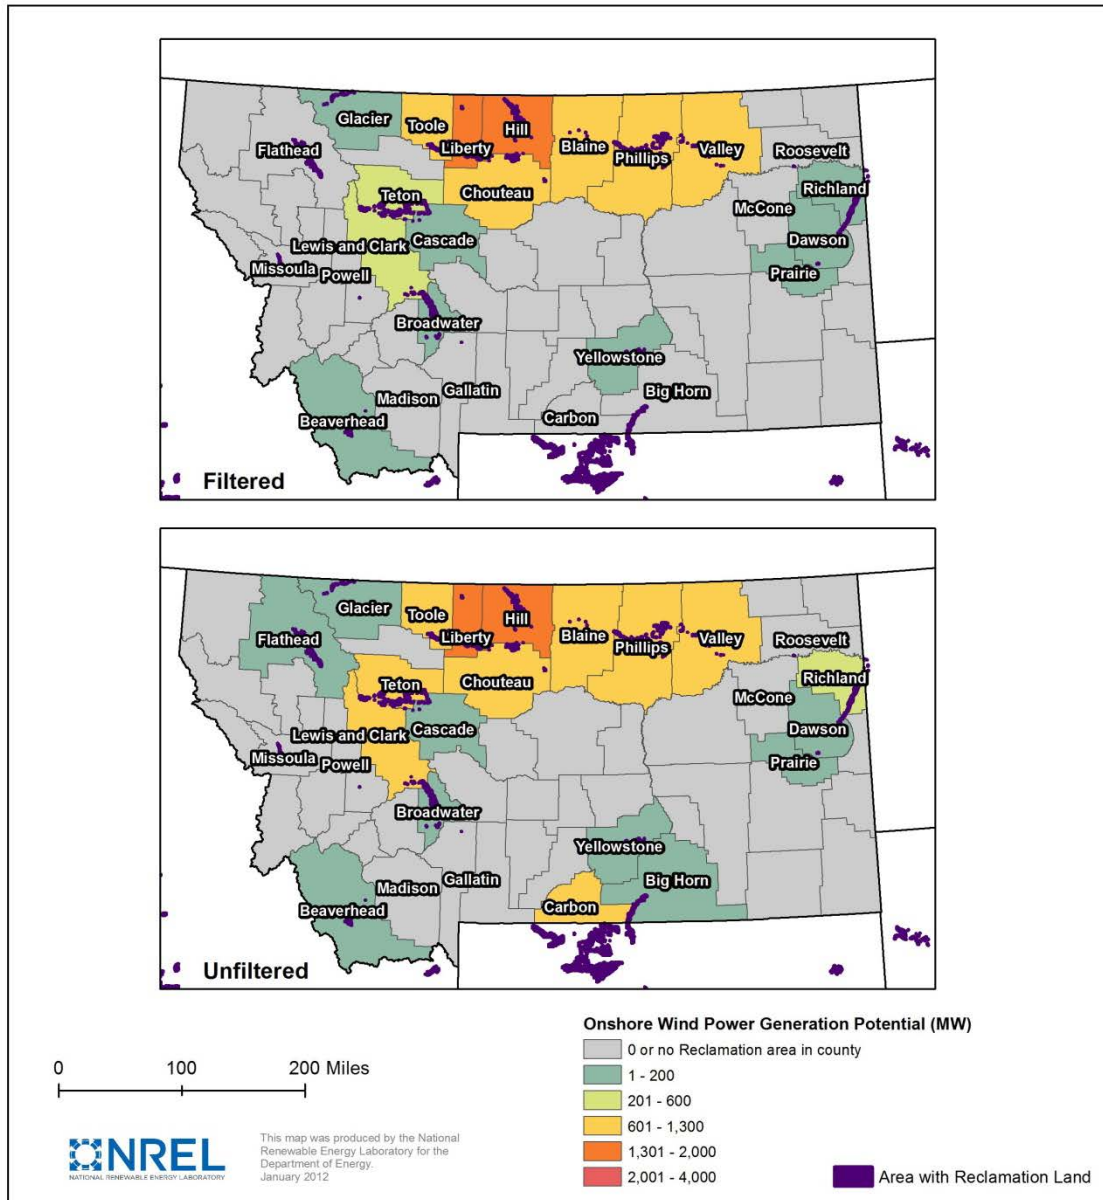 Glacier
Toole
Hill
Flathead
Liberty
Blaine
Phillips
Valley
Roosevelt
Teton
Chouteau
Richland
McCone
Lewis and Clark
Cascade
Dawson
Missoula
Powell
Prairie
Broadwater
Yellowstone
Madison
Gallatin
Big Horn
Beaverhead
Carbon
Filtered
Glacier
Toole
Hill
Flathead
Liberty
Blaine
Phillips
Valley
Roosevelt
Teton
Chouteau
Richland
McCone
Lewis and Clark
Cascade
Dawson
Missoula
Powell
Prairie
Broadwater
Yellowstone
Madison
Gallatin
Big Horn
Beaverhead
Carbon
Unfiltered
Onshore Wind Power Generation Potential (MW)
0 or no Reclamation area in county
1 - 200
201 - 600
601 - 1,300
1,301 - 2,000
2,001 - 4,000
Area with Reclamation Land
0 100 200 Miles
NREL
NATIONAL RENEWABLE ENERGY LABORATORY
This map was produced by the National
Renewable Energy Laboratory for the
Department of Energy.
January 2012